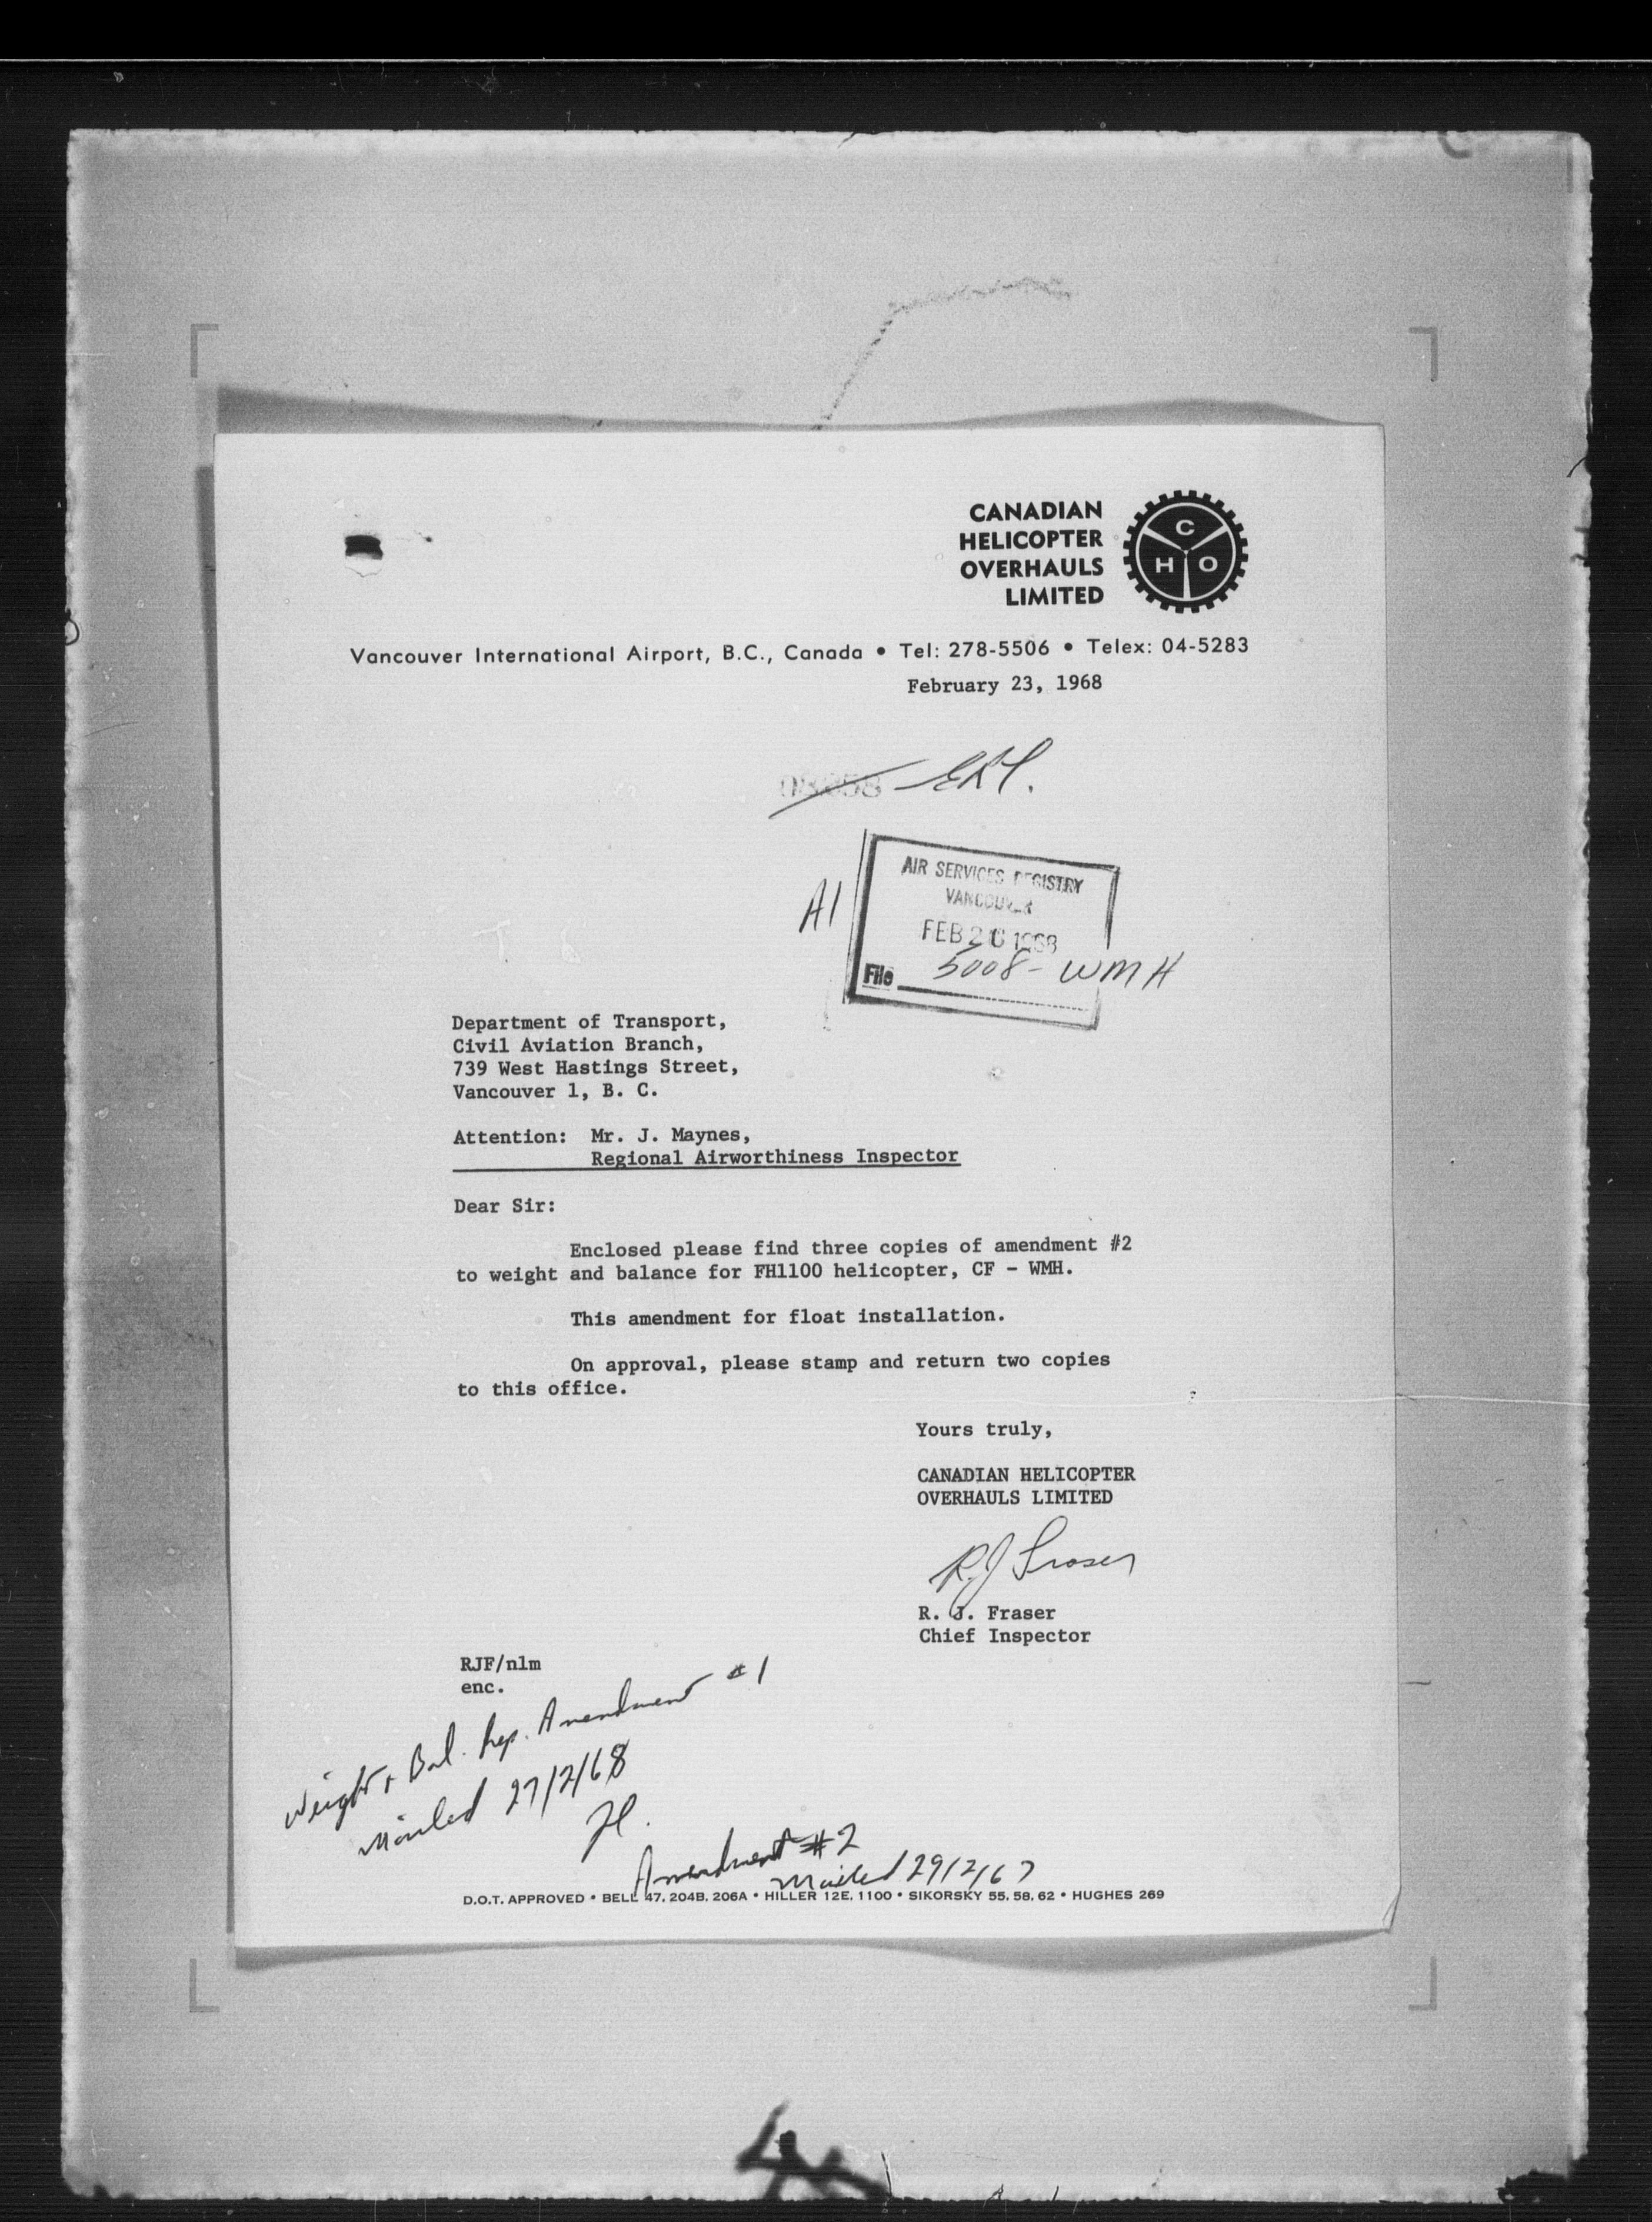 CANADIAN
HELICOPTER
OVERHAULS
LIMITED
C
H O
Vancouver International Airport, B.C., Canada • Tel: 278-5506 • Telex: 04-5283
February 23, 1968
A1
AIR SERVICES REGISTRY
VANCOUVER
FEB 26 1968
File 5008-WMH
Department of Transport,
Civil Aviation Branch,
739 West Hastings Street,
Vancouver 1, B. C.
Attention: Mr. J. Maynes,
Regional Airworthiness Inspector
Dear Sir:
Enclosed please find three copies of amendment #2
to weight and balance for FH1100 helicopter, CF - WMH.
This amendment for float installation.
On approval, please stamp and return two copies
to this office.
Yours truly,
CANADIAN HELICOPTER
OVERHAULS LIMITED
R.J Fraser
R. J. Fraser
Chief Inspector
RJF/nlm
enc.
Weight + Bal. Rep. Amendment #1
Mailed 27/2/68
Amendment #2
Mailed 29/2/67
D.O.T. APPROVED • BELL 47, 204B, 206A • HILLER 12E, 1100 • SIKORSKY 55, 58, 62 • HUGHES 269